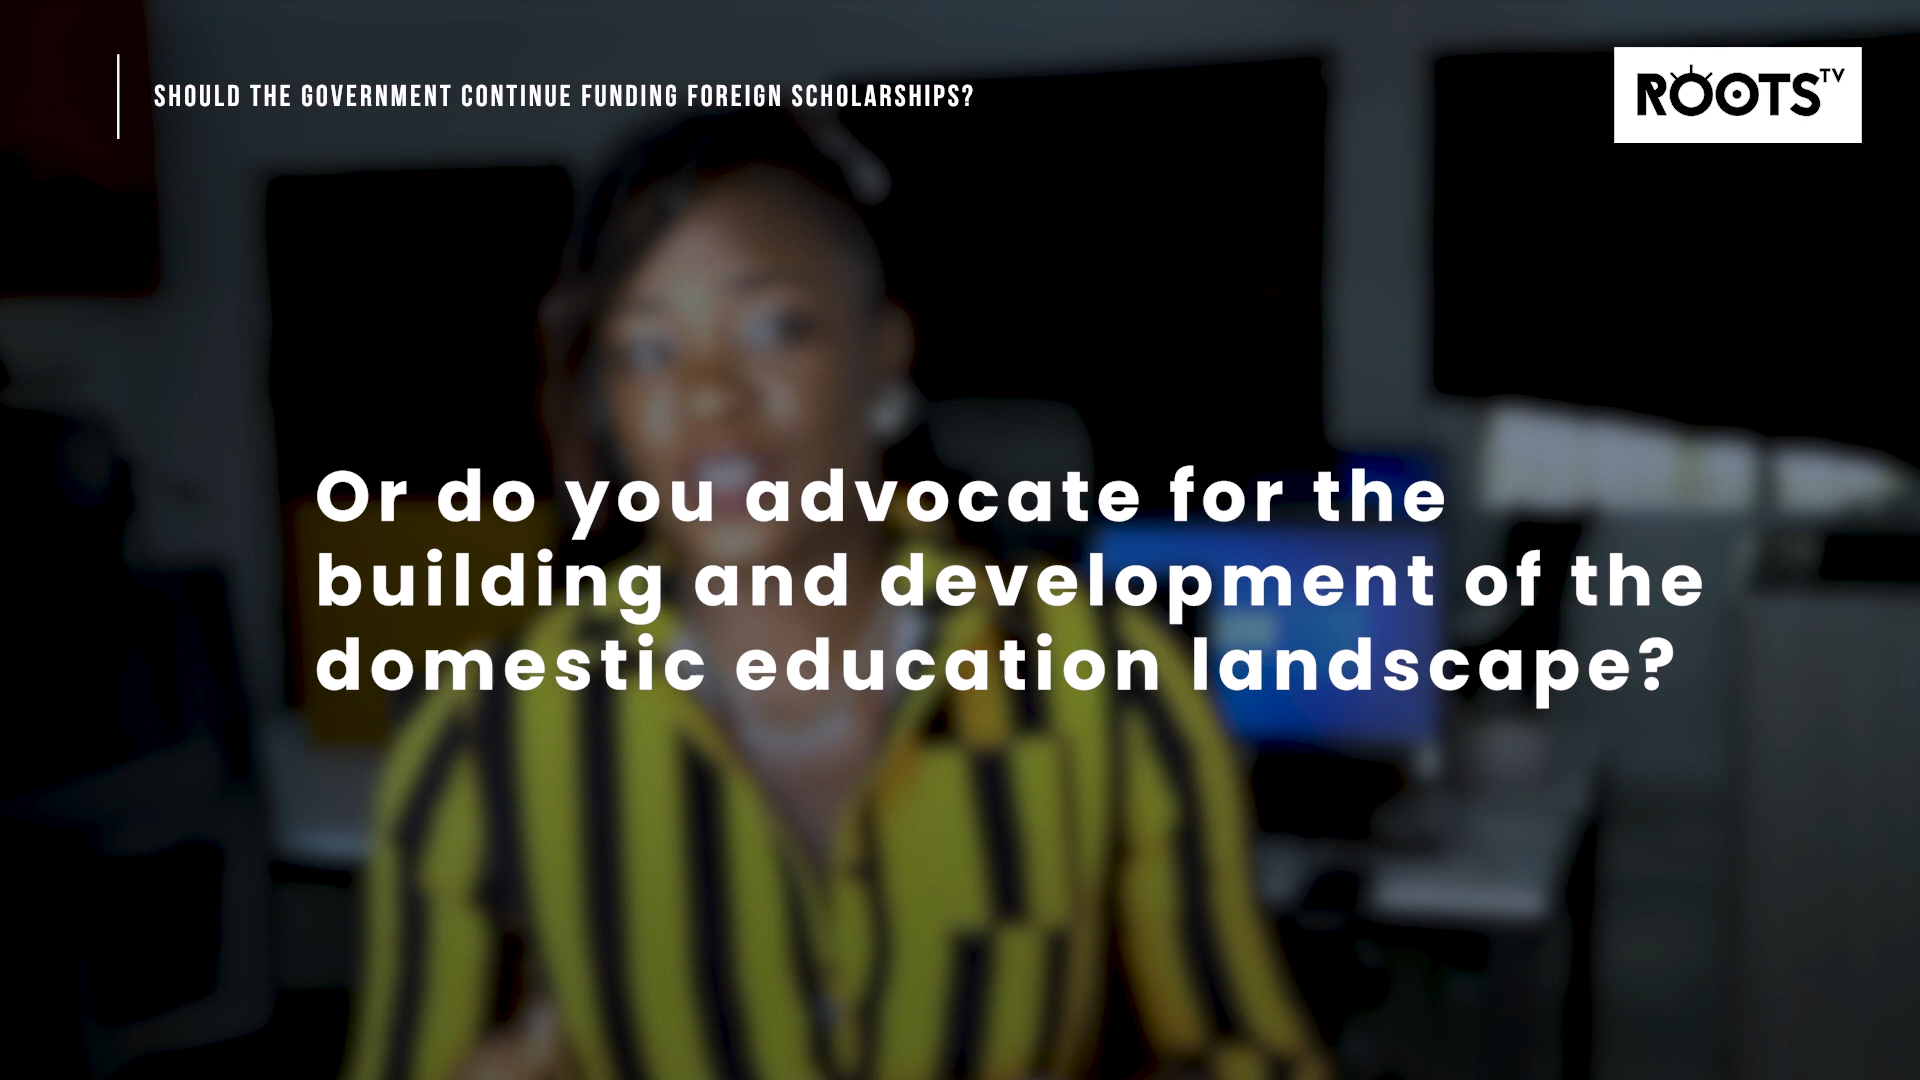 SHOULD THE GOVERNMENT CONTINUE FUNDING FOREIGN SCHOLARSHIPS?
ROOTS TV
Or do you advocate for the
building and development of the
domestic education landscape?